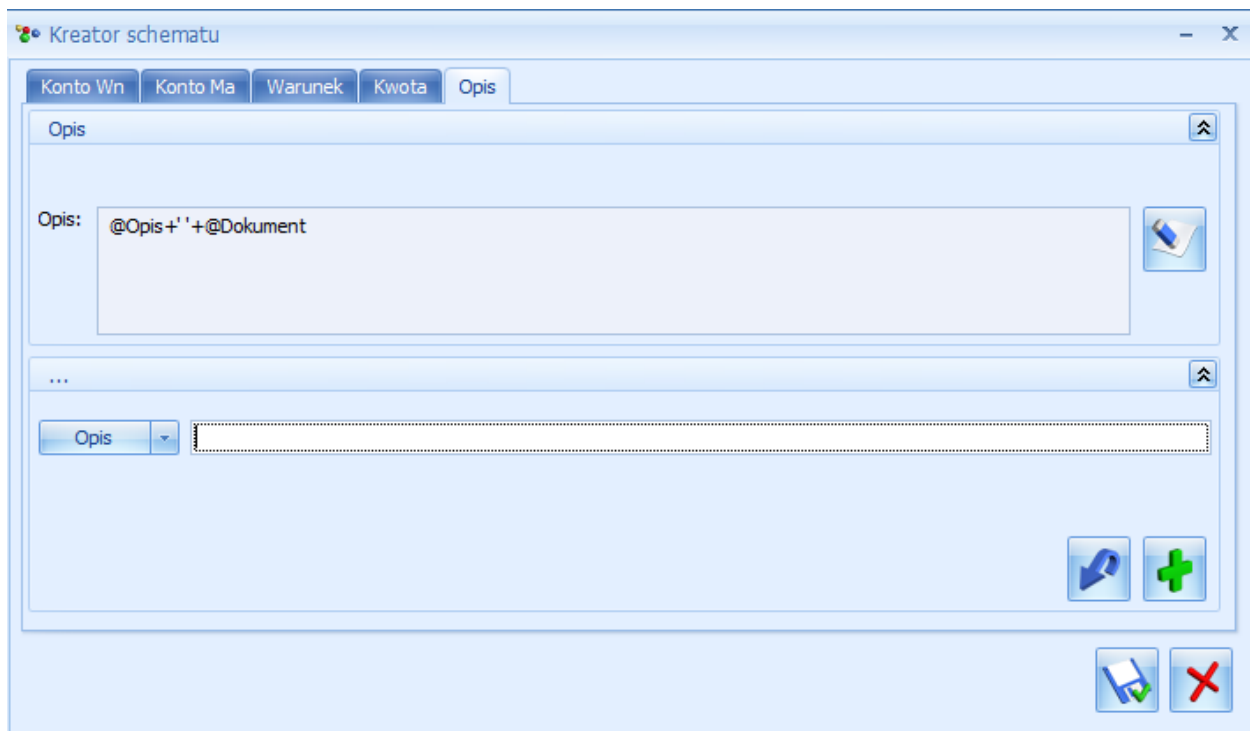 Kreator schematu
Konto Wn Konto Ma Warunek Kwota Opis
Opis
Opis: @Opis+' '+@Dokument
...
Opis